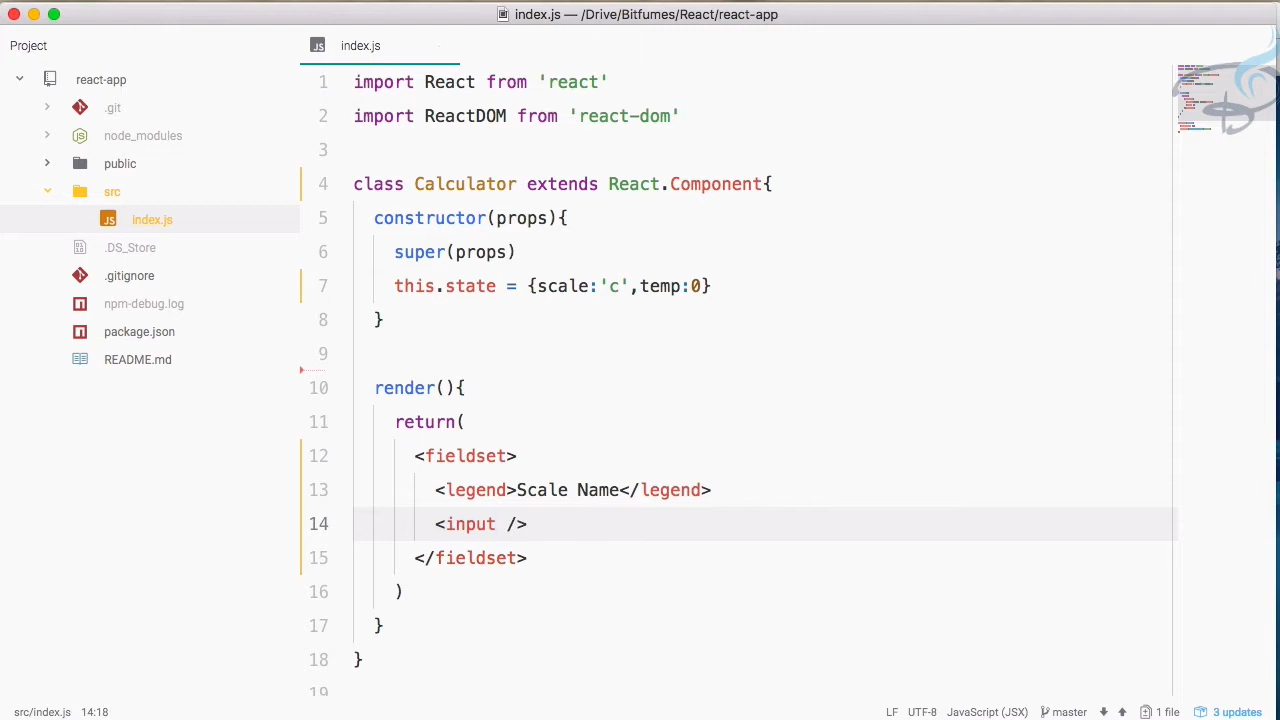 index.js — /Drive/Bitfumes/React/react-app
Project
react-app
.git
node_modules
public
src
index.js
.DS_Store
.gitignore
npm-debug.log
package.json
README.md
index.js
1 import React from 'react'
2 import ReactDOM from 'react-dom'
3
4 class Calculator extends React.Component{
5 constructor(props){
6 super(props)
7 this.state = {scale:'c',temp:0}
8 }
9
10 render(){
11 return(
12 <fieldset>
13 <legend>Scale Name</legend>
14 <input />
15 </fieldset>
16 )
17 }
18 }
19
src/index.js 14:18
LF UTF-8 JavaScript (JSX) master 1 file 3 updates